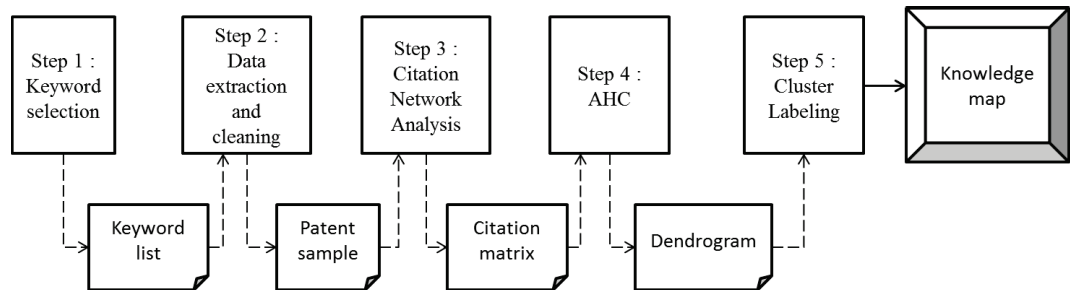 Step 1 :
Keyword
selection
Step 2 :
Data
extraction
and
cleaning
Step 3 :
Citation
Network
Analysis
Step 4 :
AHC
Step 5 :
Cluster
Labeling
Knowledge
map
Keyword
list
Patent
sample
Citation
matrix
Dendrogram